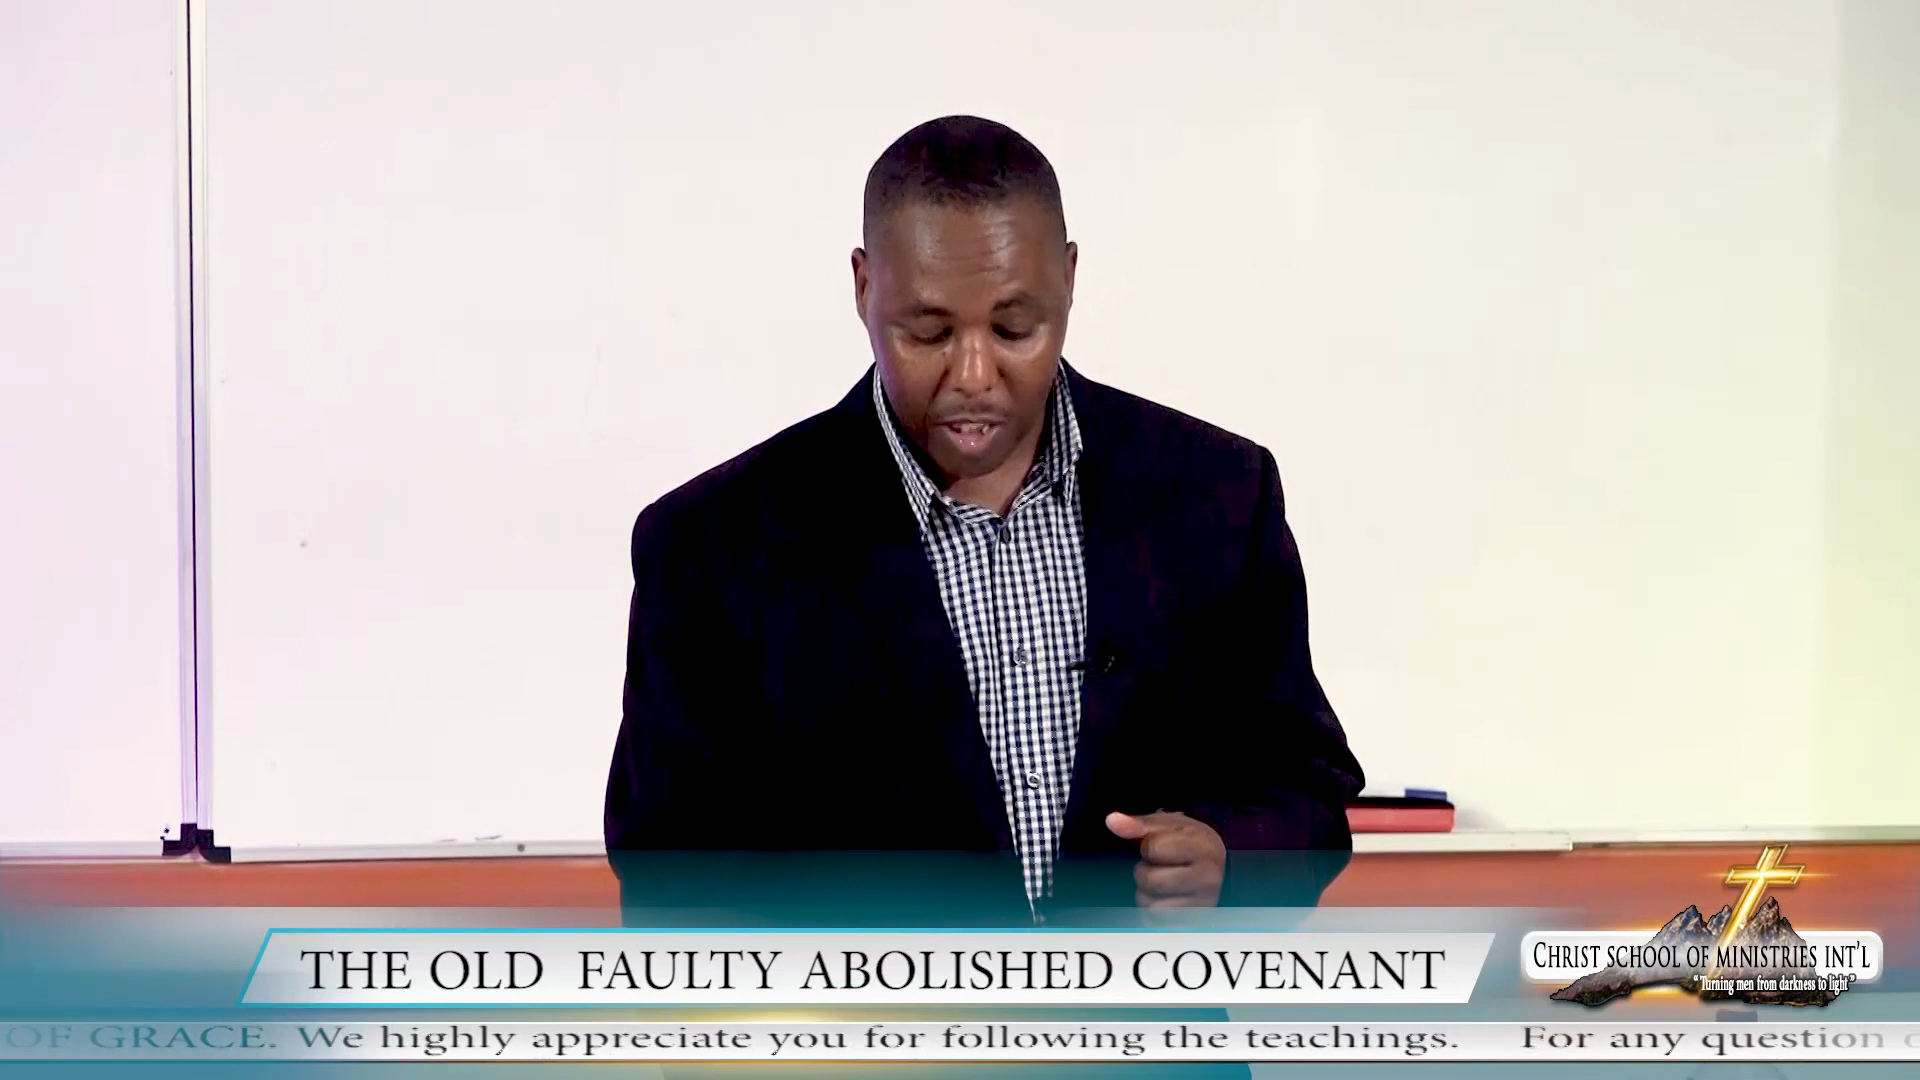 THE OLD FAULTY ABOLISHED COVENANT
CHRIST SCHOOL OF MINISTRIES INT'L
"Turning men from darkness to light"
OF GRACE. We highly appreciate you for following the teachings. For any question